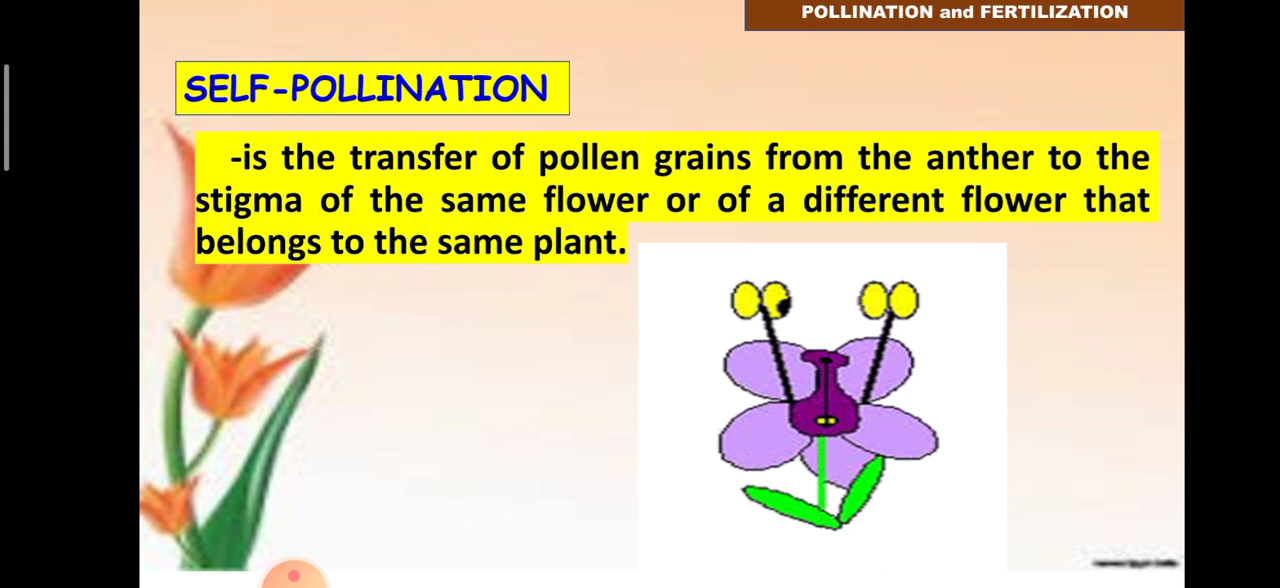 POLLINATION and FERTILIZATION
SELF-POLLINATION
-is the transfer of pollen grains from the anther to the
stigma of the same flower or of a different flower that
belongs to the same plant.